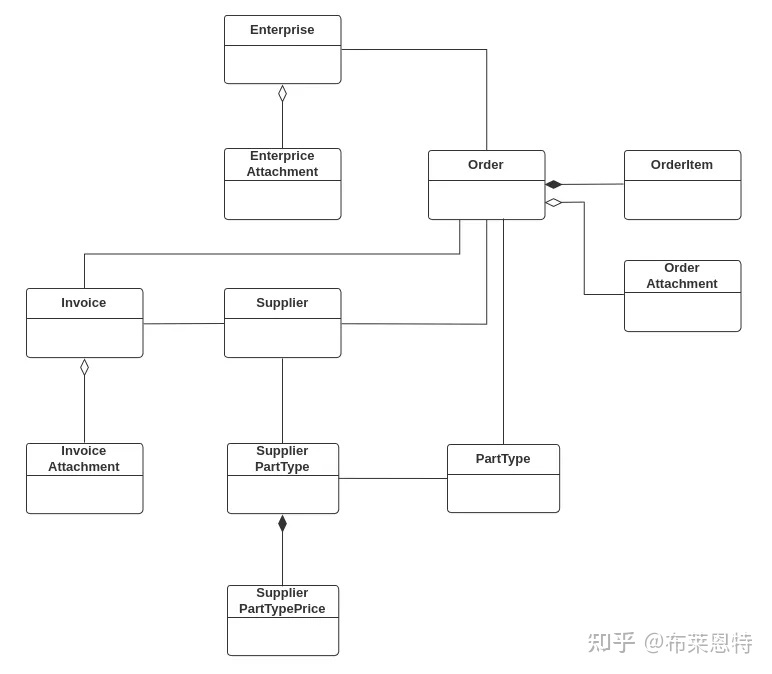 Enterprise
Enterprice
Attachment
Order
OrderItem
Order
Attachment
Invoice
Supplier
Invoice
Attachment
Supplier
PartType
PartType
Supplier
PartTypePrice
知乎 @布莱恩特